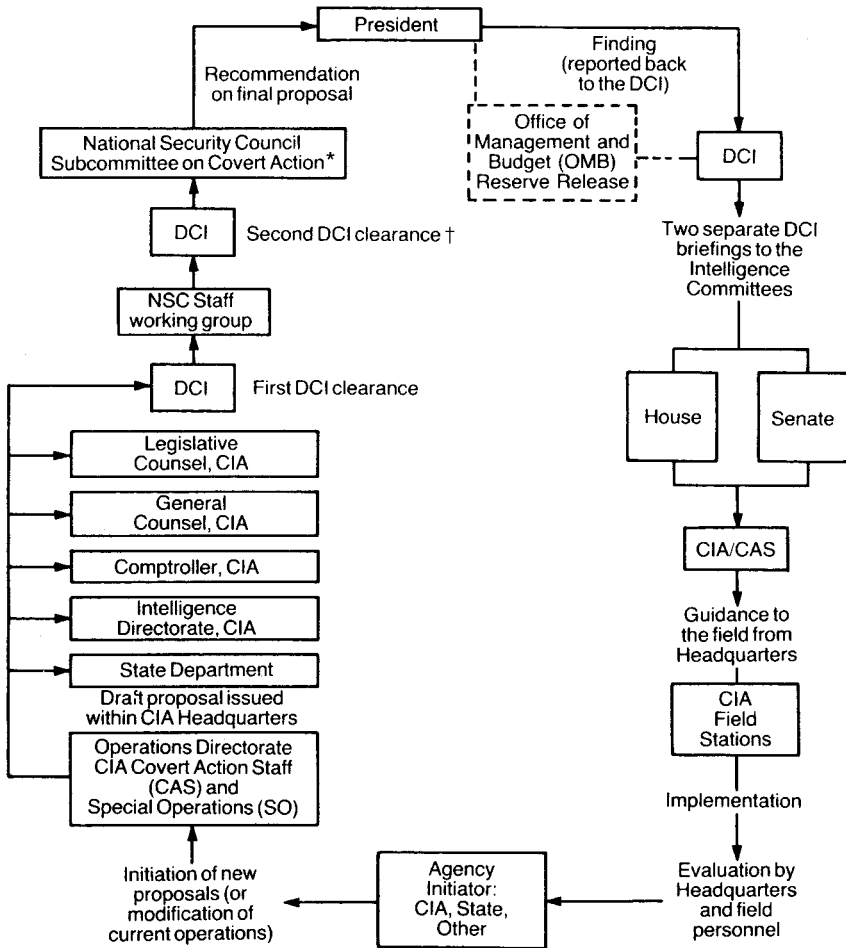 President
Finding
(reported back
to the DCI)
Recommendation
on final proposal
National Security Council
Subcommittee on Covert Action*
Office of
Management and
Budget (OMB)
Reserve Release
DCI
DCI
Second DCI clearance †
Two separate DCI
briefings to the
Intelligence
Committees
NSC Staff
working group
DCI
First DCI clearance
House
Senate
Legislative
Counsel, CIA
General
Counsel, CIA
Comptroller, CIA
Intelligence
Directorate, CIA
State Department
Draft proposal issued
within CIA Headquarters
Operations Directorate
CIA Covert Action Staff
(CAS) and
Special Operations (SO)
CIA/CAS
Guidance to
the field from
Headquarters
CIA
Field
Stations
Implementation
Evaluation by
Headquarters
and field
personnel
Agency
Initiator:
CIA, State,
Other
Initiation of new
proposals (or
modification of
current operations)